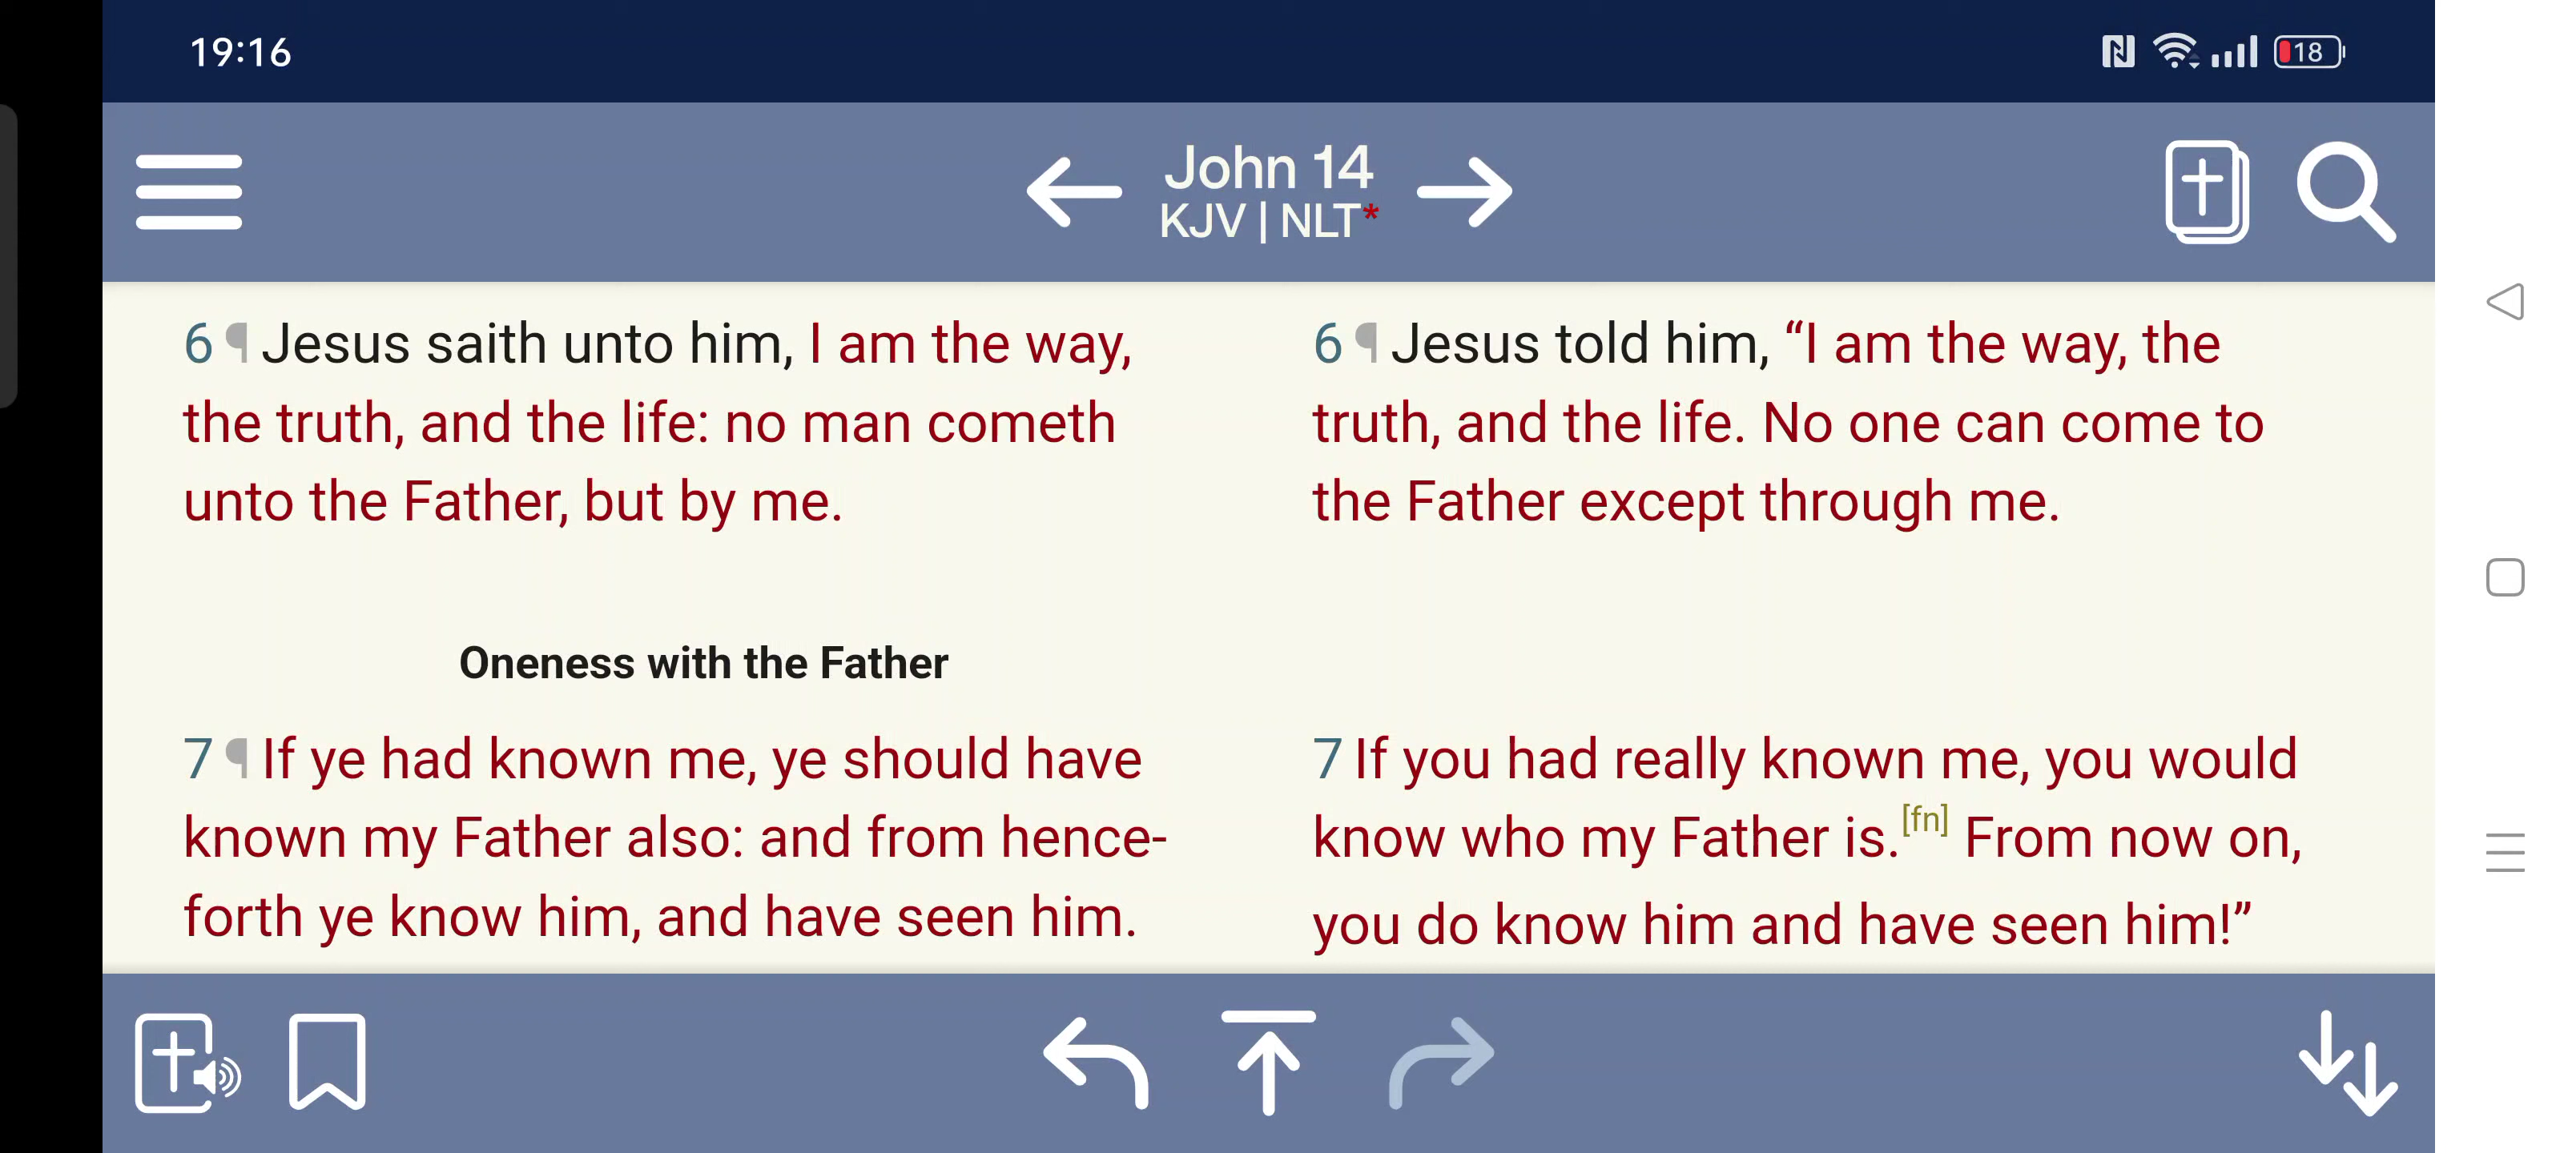 19:16
18
John 14
KJV | NLT*
6 ¶ Jesus saith unto him, I am the way,
the truth, and the life: no man cometh
unto the Father, but by me.
Oneness with the Father
7 ¶ If ye had known me, ye should have
known my Father also: and from hence-
forth ye know him, and have seen him.
6 ¶ Jesus told him, “I am the way, the
truth, and the life. No one can come to
the Father except through me.
7 If you had really known me, you would
know who my Father is.[fn] From now on,
you do know him and have seen him!”